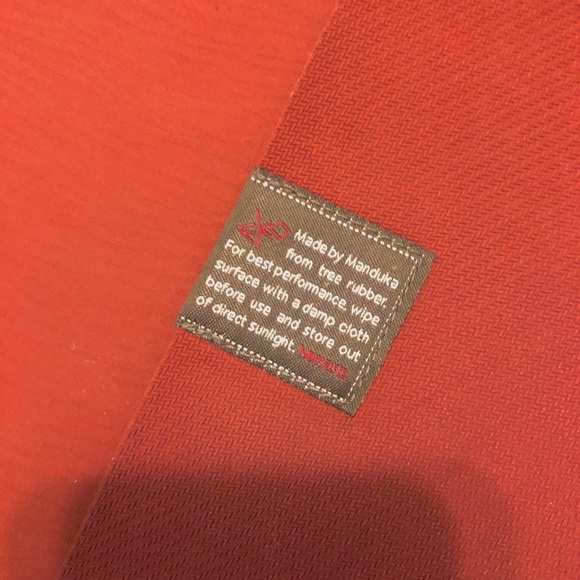 eKO
Made by Manduka
from tree rubber.
For best performance, wipe
surface with a damp cloth
before use and store out
of direct sunlight.